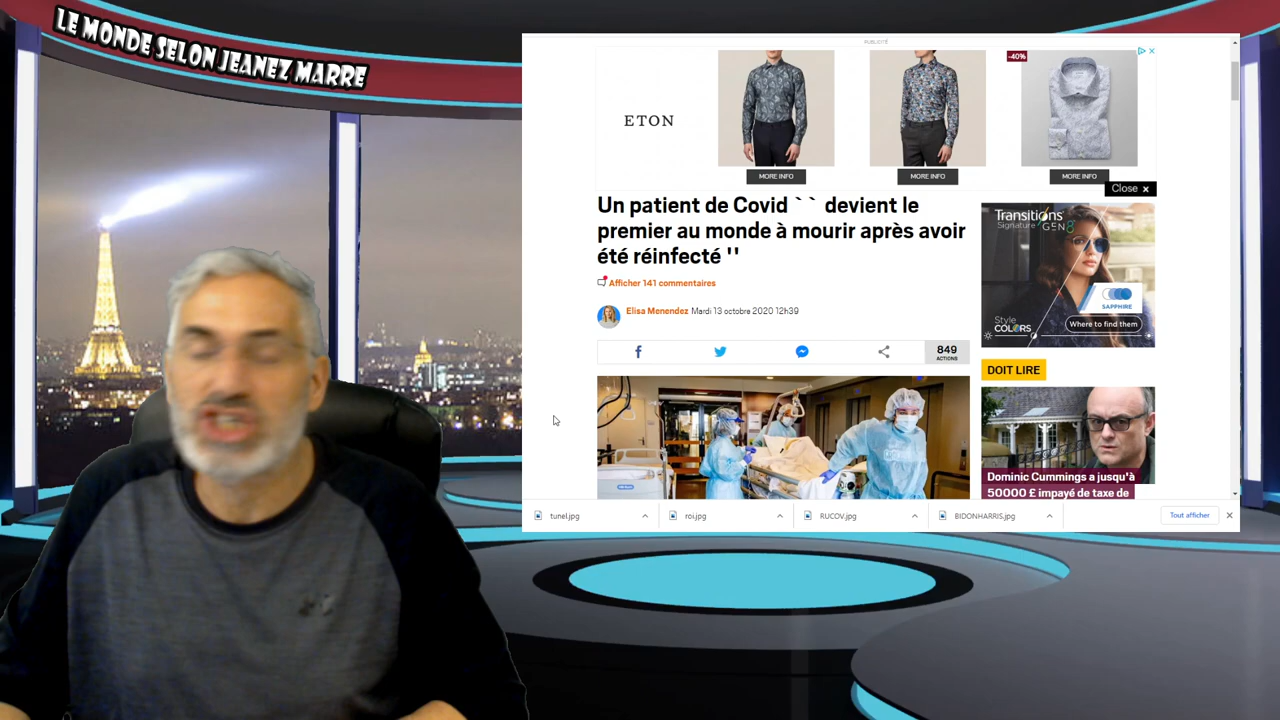 LE MONDE SELON JEANEZ MARRE
PUBLICITÉ
ETON
-40%
MORE INFO
MORE INFO
MORE INFO
Close ×
Un patient de Covid `` devient le
premier au monde à mourir après avoir
été réinfecté ''
Afficher 141 commentaires
Elisa Menendez Mardi 13 octobre 2020 12h39
849
ACTIONS
Transitions
Signature GEN 8
SAPPHIRE
Style
COLORS
Where to find them
DOIT LIRE
Dominic Cummings a jusqu'à
50000 £ impayé de taxe de
tunel.jpg
roi.jpg
RUCOV.jpg
BIDONHARRIS.jpg
Tout afficher